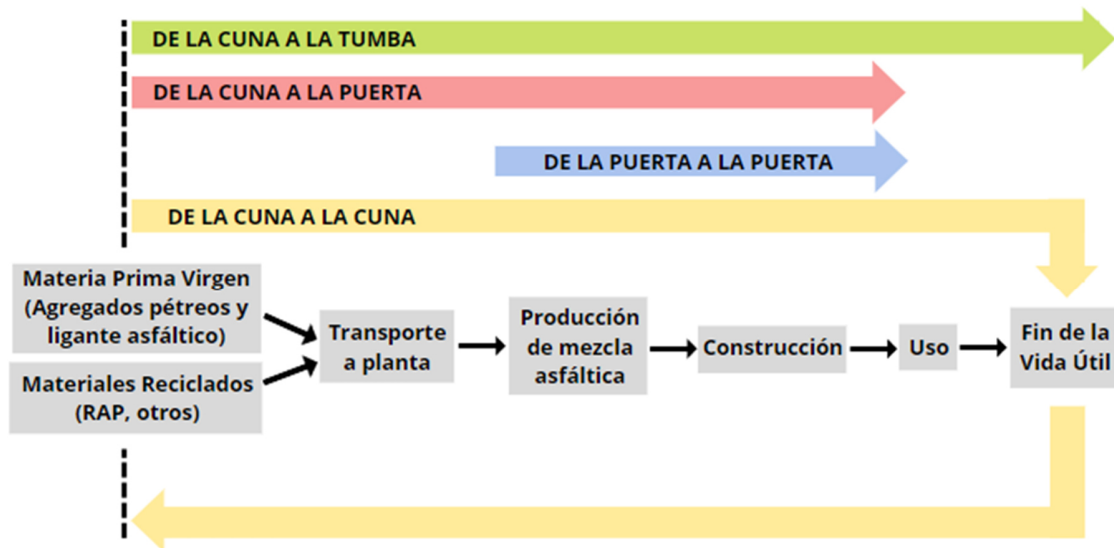 DE LA CUNA A LA TUMBA
DE LA CUNA A LA PUERTA
DE LA PUERTA A LA PUERTA
DE LA CUNA A LA CUNA
Materia Prima Virgen
(Agregados pétreos y
ligante asfáltico)
Materiales Reciclados
(RAP, otros)
Transporte
a planta
Producción
de mezcla
asfáltica
Construcción
Uso
Fin de la
Vida Útil